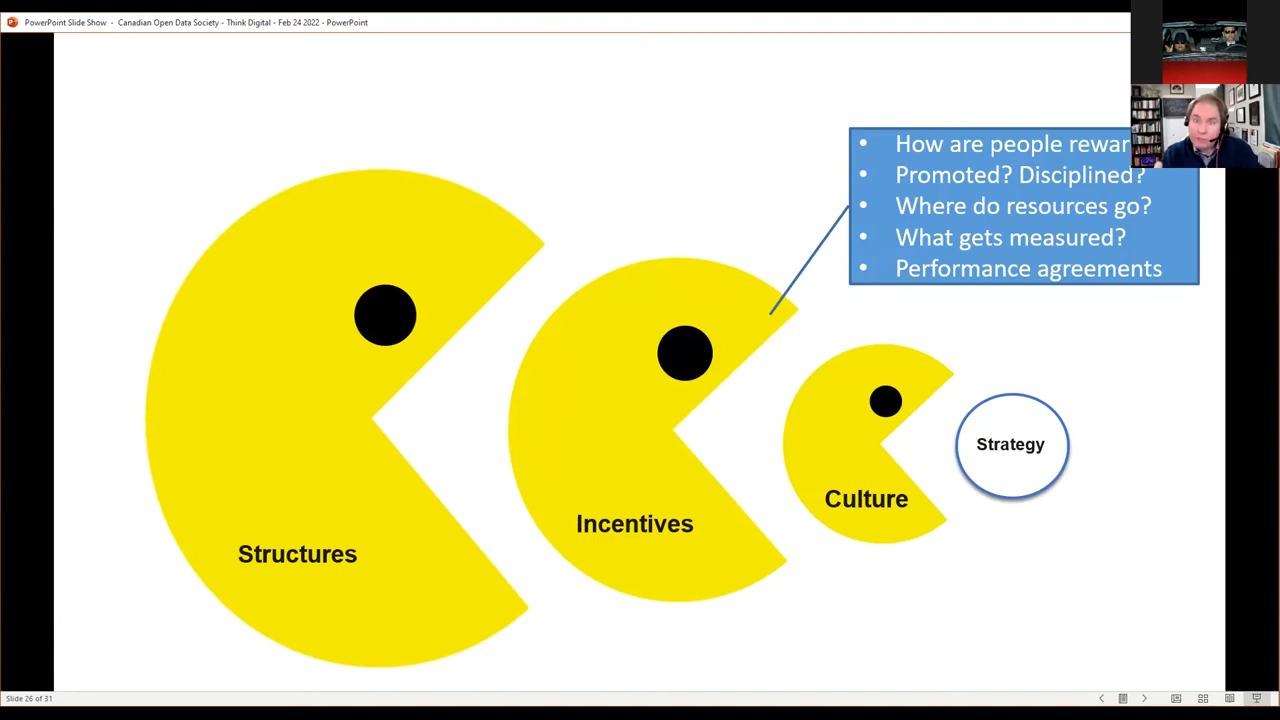 PowerPoint Slide Show - Canadian Open Data Society - Think Digital - Feb 24 2022 - PowerPoint
• How are people rewar
• Promoted? Disciplined?
• Where do resources go?
• What gets measured?
• Performance agreements
Strategy
Culture
Incentives
Structures
Slide 26 of 31